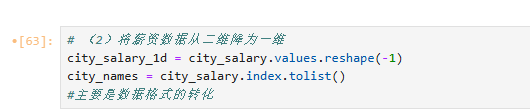 [63]:
# （2）将薪资数据从二维降为一维
city_salary_1d = city_salary.values.reshape(-1)
city_names = city_salary.index.tolist()
#主要是数据格式的转化